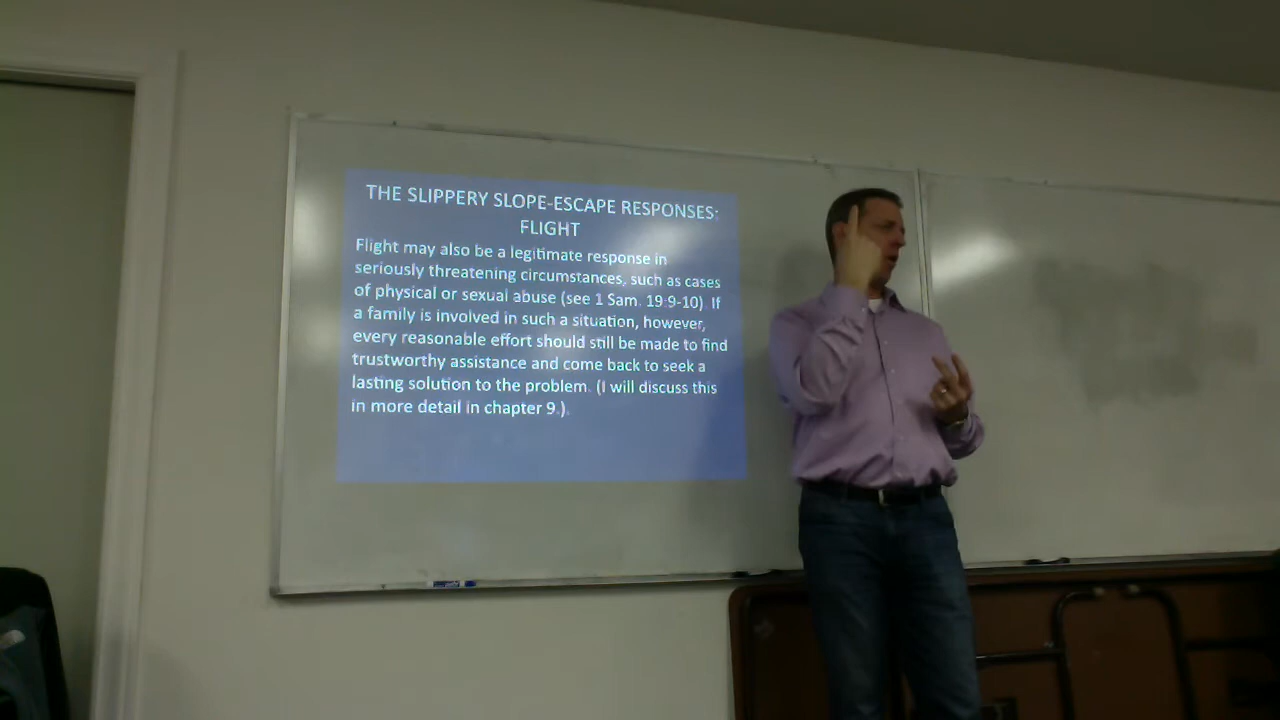 THE SLIPPERY SLOPE-ESCAPE RESPONSES:
FLIGHT
Flight may also be a legitimate response in
seriously threatening circumstances, such as cases
of physical or sexual abuse (see 1 Sam. 19:9-10). If
a family is involved in such a situation, however,
every reasonable effort should still be made to find
trustworthy assistance and come back to seek a
lasting solution to the problem. (I will discuss this
in more detail in chapter 9.).